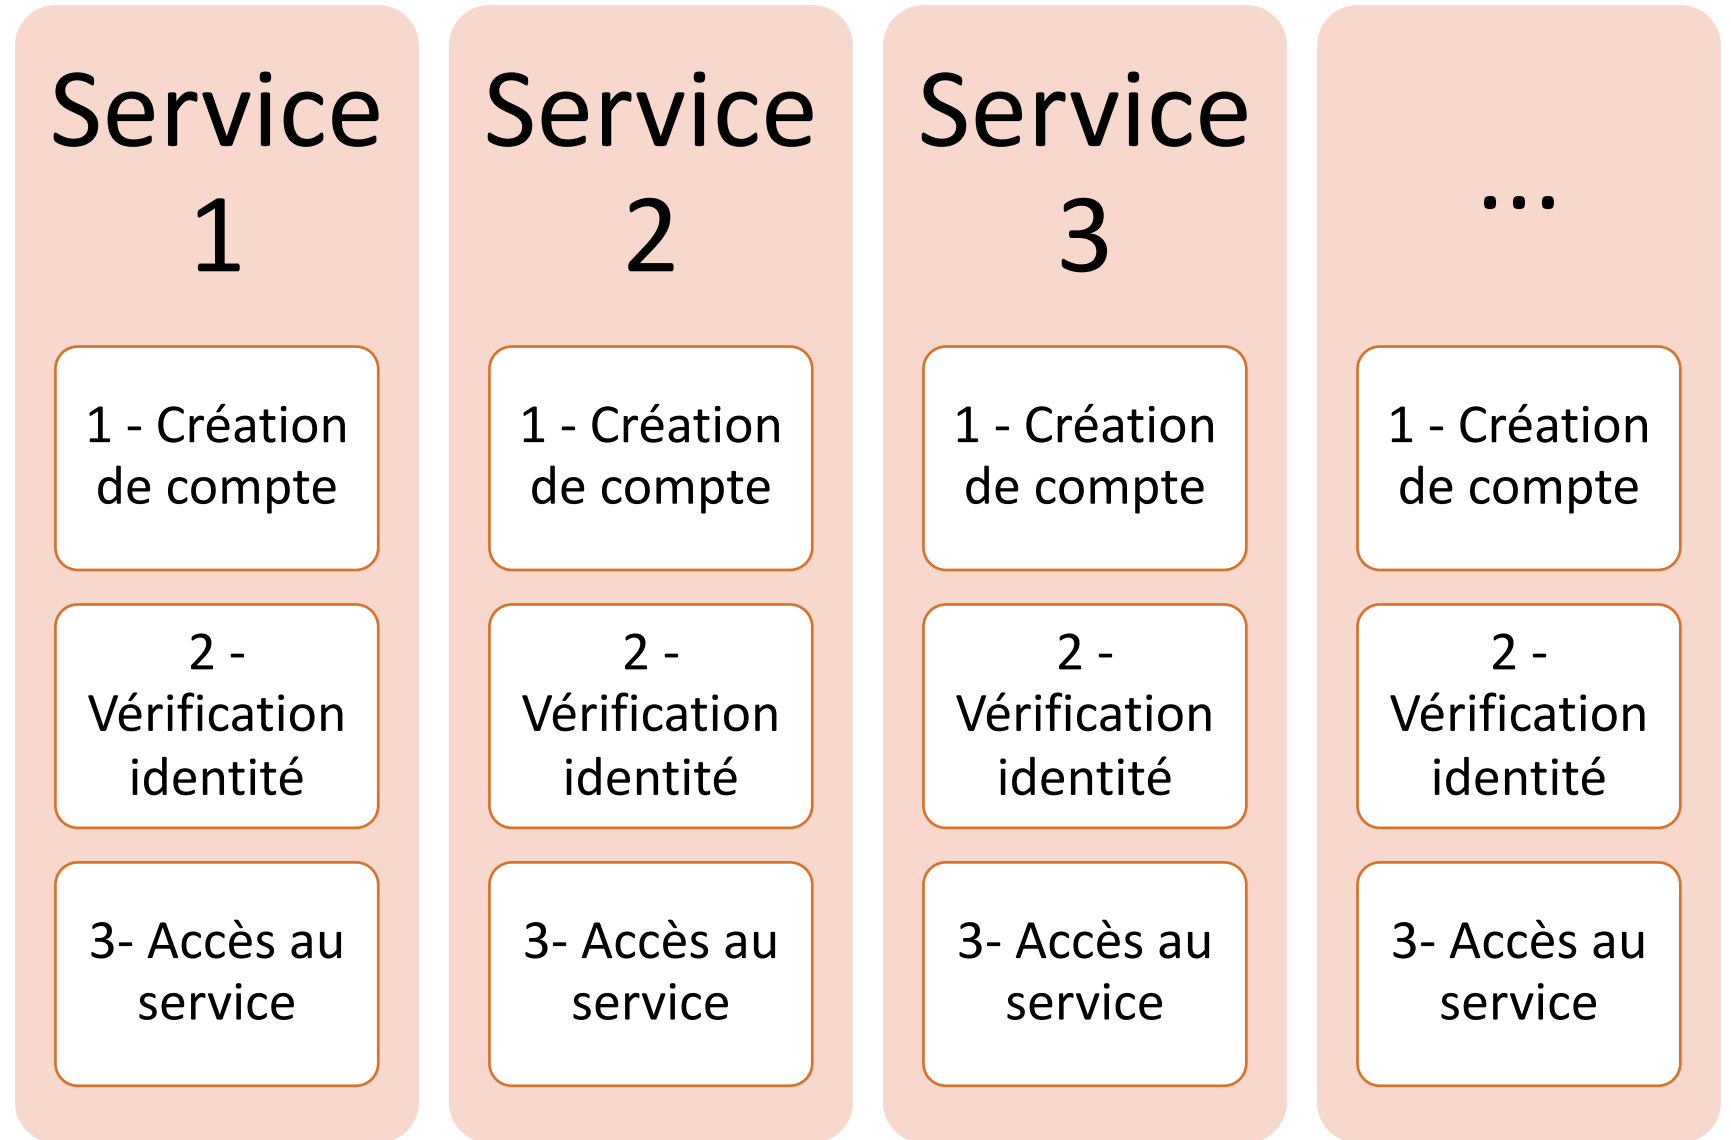 Service
1
1 - Création
de compte
2 -
Vérification
identité
3- Accès au
service
Service
2
1 - Création
de compte
2 -
Vérification
identité
3- Accès au
service
Service
3
1 - Création
de compte
2 -
Vérification
identité
3- Accès au
service
...
1 - Création
de compte
2 -
Vérification
identité
3- Accès au
service